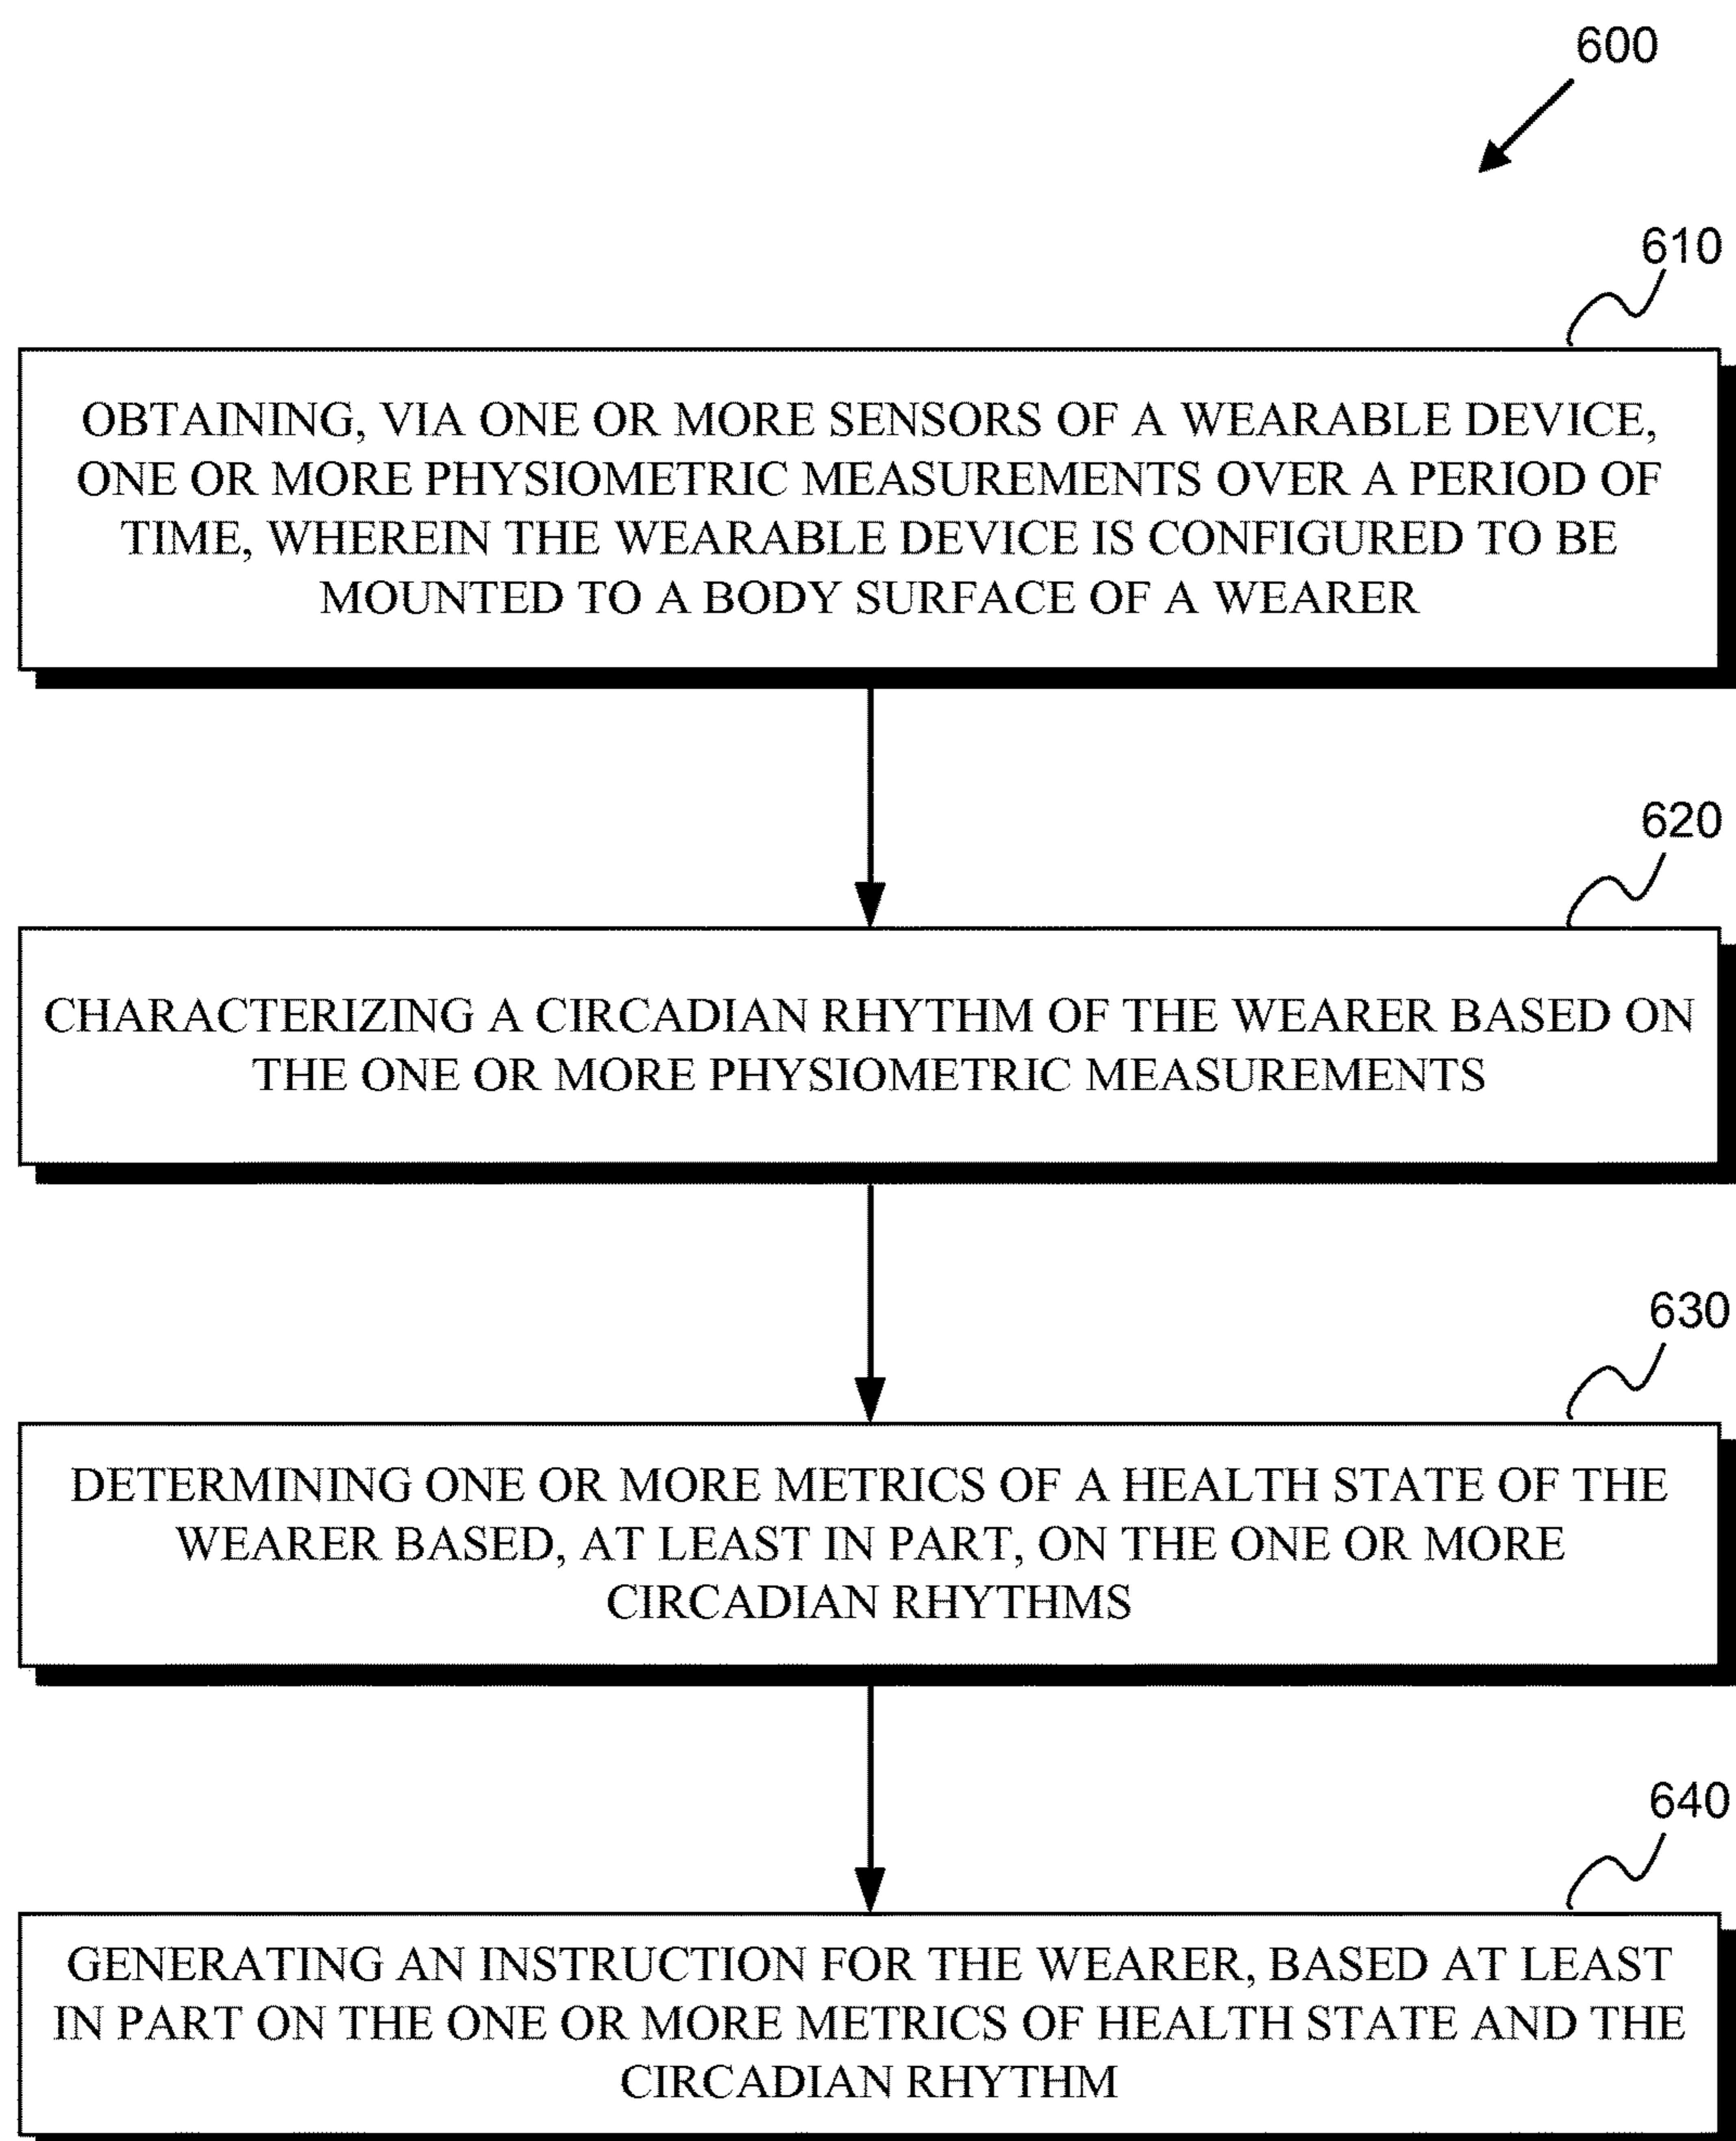 600
610
OBTAINING, VIA ONE OR MORE SENSORS OF A WEARABLE DEVICE,
ONE OR MORE PHYSIOMETRIC MEASUREMENTS OVER A PERIOD OF
TIME, WHEREIN THE WEARABLE DEVICE IS CONFIGURED TO BE
MOUNTED TO A BODY SURFACE OF A WEARER
620
CHARACTERIZING A CIRCADIAN RHYTHM OF THE WEARER BASED ON
THE ONE OR MORE PHYSIOMETRIC MEASUREMENTS
630
DETERMINING ONE OR MORE METRICS OF A HEALTH STATE OF THE
WEARER BASED, AT LEAST IN PART, ON THE ONE OR MORE
CIRCADIAN RHYTHMS
640
GENERATING AN INSTRUCTION FOR THE WEARER, BASED AT LEAST
IN PART ON THE ONE OR MORE METRICS OF HEALTH STATE AND THE
CIRCADIAN RHYTHM